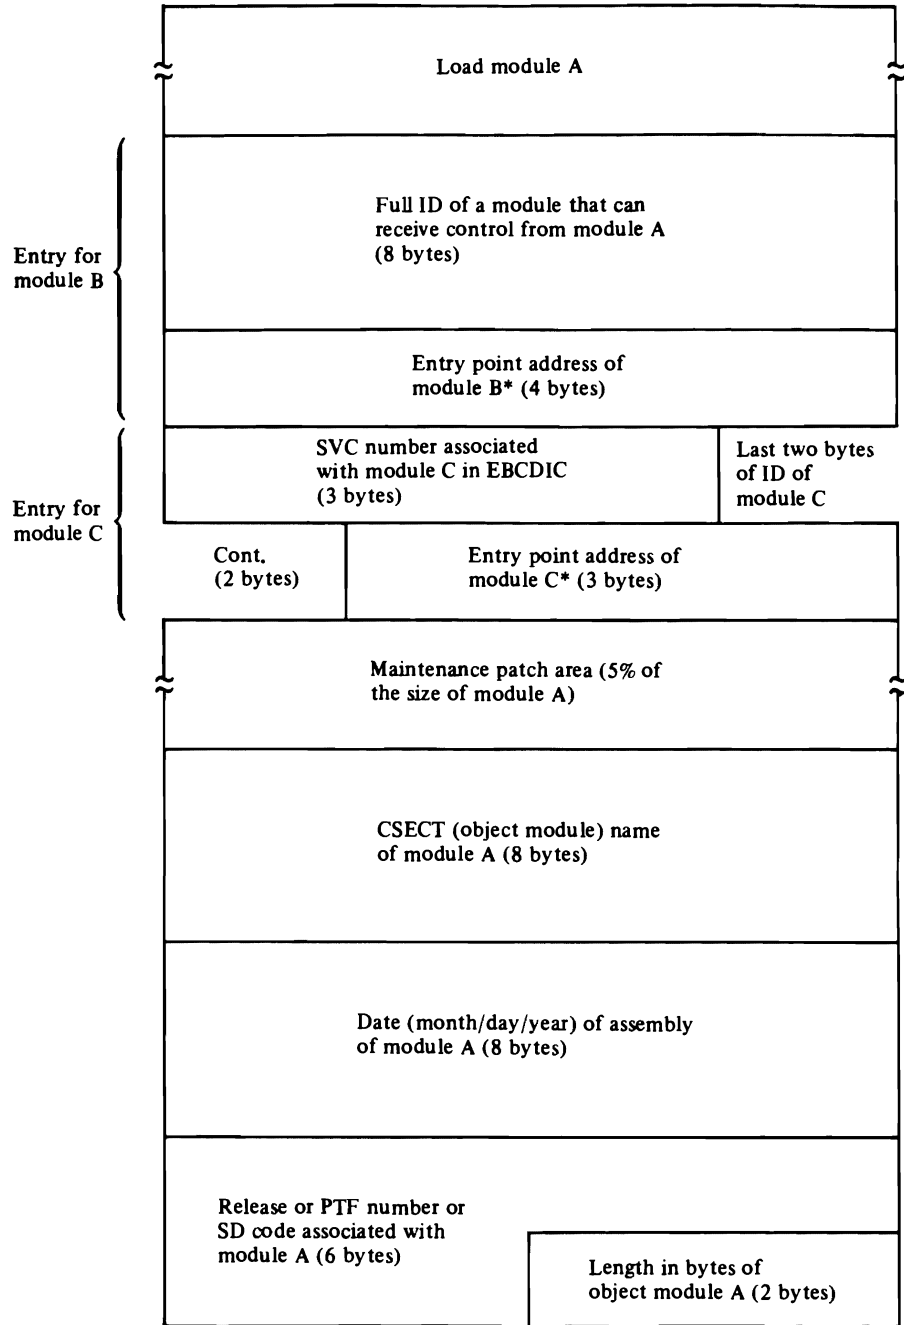 Load module A
Full ID of a module that can
receive control from module A
(8 bytes)
Entry for
module B
Entry point address of
module B* (4 bytes)
SVC number associated
with module C in EBCDIC
(3 bytes)
Last two bytes
of ID of
module C
Entry for
module C
Cont.
(2 bytes)
Entry point address of
module C* (3 bytes)
Maintenance patch area (5% of
the size of module A)
CSECT (object module) name
of module A (8 bytes)
Date (month/day/year) of assembly
of module A (8 bytes)
Release or PTF number or
SD code associated with
module A (6 bytes)
Length in bytes of
object module A (2 bytes)